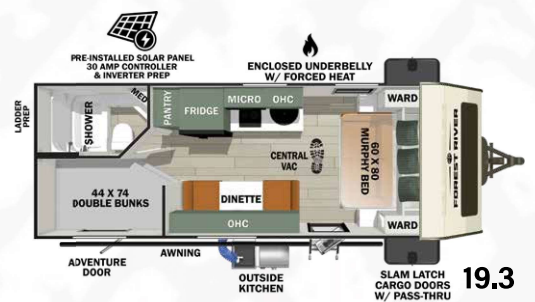 PRE-INSTALLED SOLAR PANEL
30 AMP CONTROLLER
& INVERTER PREP
ENCLOSED UNDERBELLY
W/ FORCED HEAT
LADDER
PREP
SHOWER
MED
PANTRY
FRIDGE
MICRO
OHC
WARD
CENTRAL
VAC
60 X 80
MURPHY BED
FOREST RIVER
44 X 74
DOUBLE BUNKS
DINETTE
OHC
WARD
ADVENTURE
DOOR
AWNING
OUTSIDE
KITCHEN
SLAM LATCH
CARGO DOORS
W/ PASS-THRU
19.3